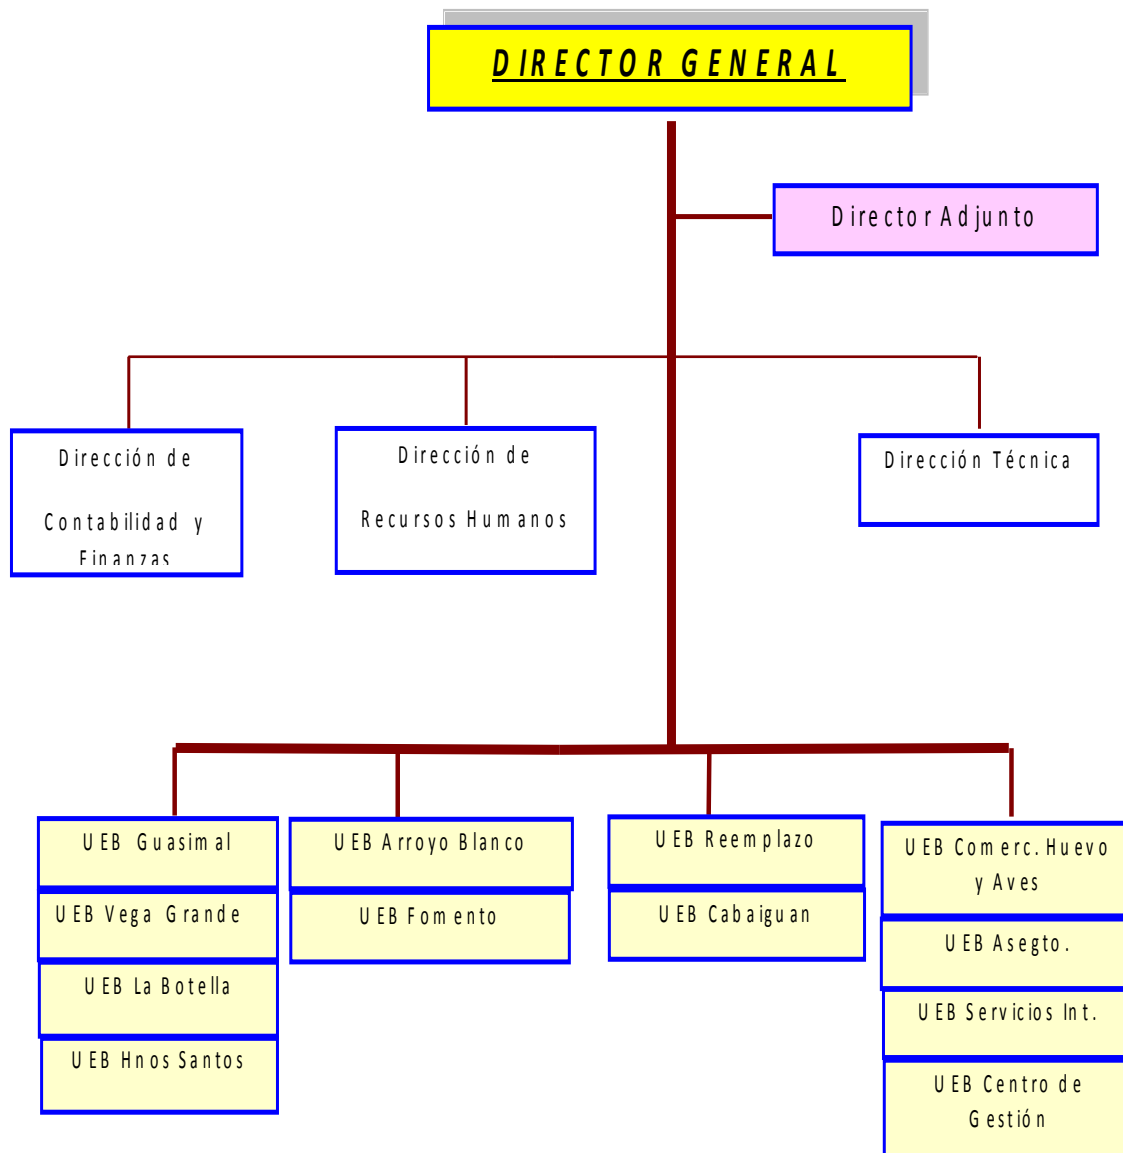 DIRECTOR GENERAL
Director Adjunto
Dirección de
Contabilidad y
Finanzas
Dirección de
Recursos Humanos
Dirección Técnica
UEB Guasimal
UEB Vega Grande
UEB La Botella
UEB Hnos Santos
UEB Arroyo Blanco
UEB Fomento
UEB Reemplazo
UEB Cabaiguan
UEB Comerc. Huevo
y Aves
UEB Asegto.
UEB Servicios Int.
UEB Centro de
Gestión